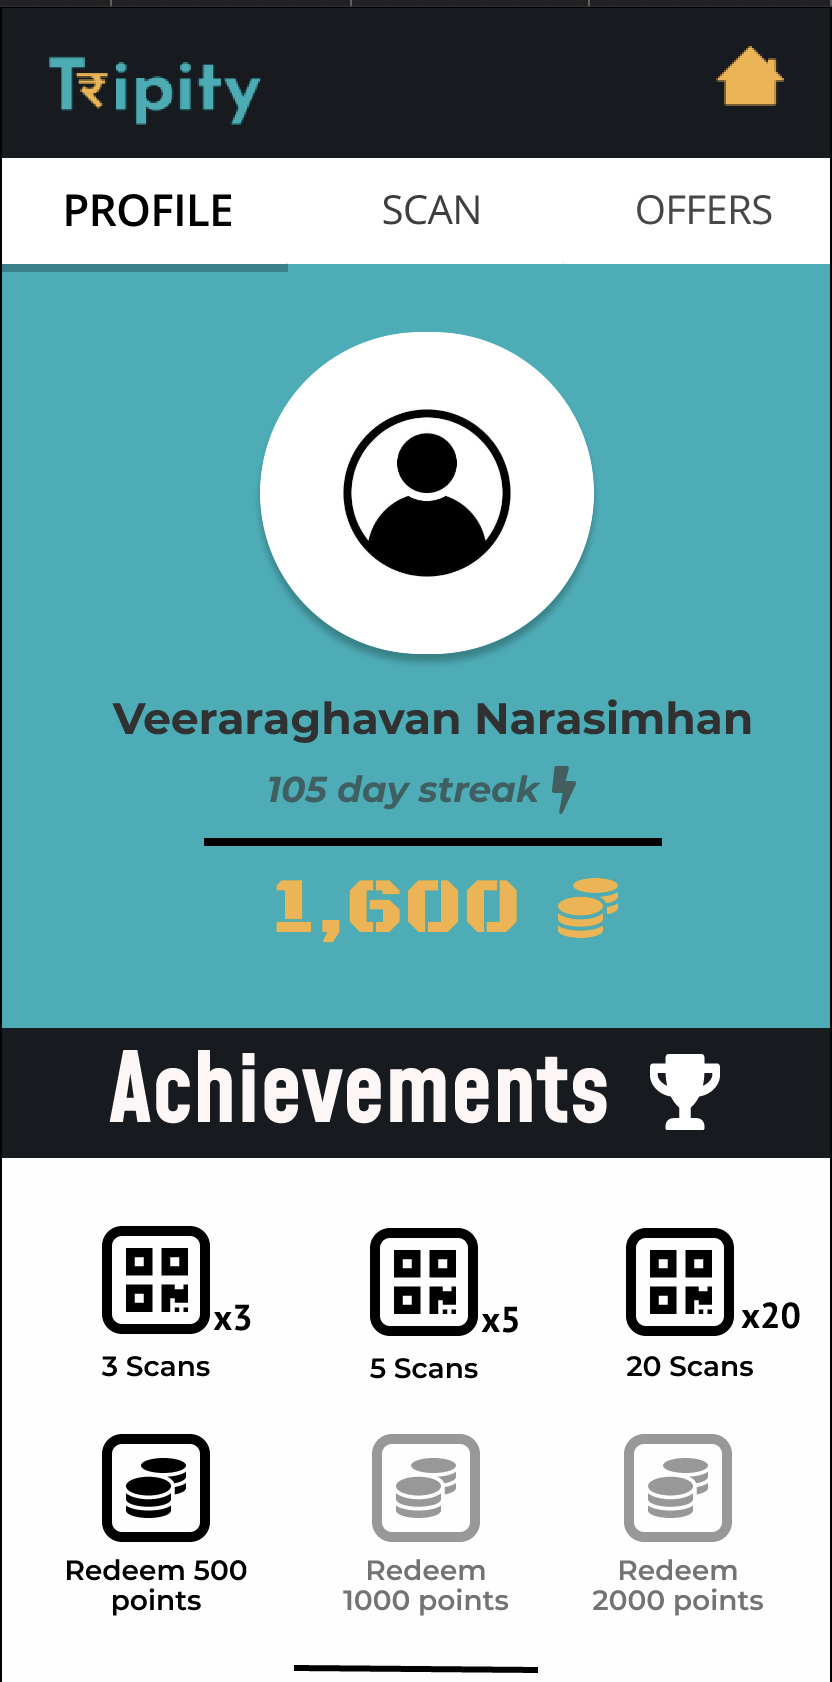 T₹ipity
PROFILE SCAN OFFERS
Veeraraghavan Narasimhan
105 day streak
1,600
Achievements
x3 x5 x20
3 Scans 5 Scans 20 Scans
Redeem 500 points
Redeem 1000 points
Redeem 2000 points